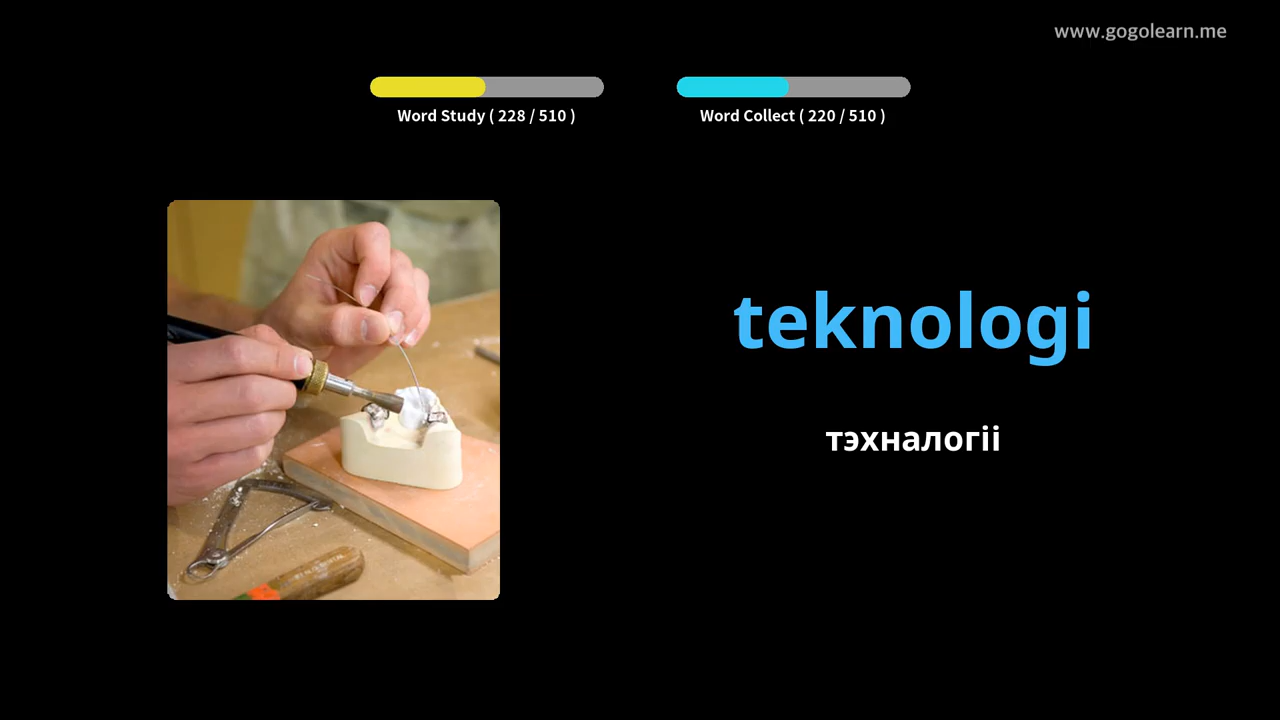 www.gogolearn.me
Word Study ( 228 / 510 )
Word Collect ( 220 / 510 )
teknologi
тэхналогіі